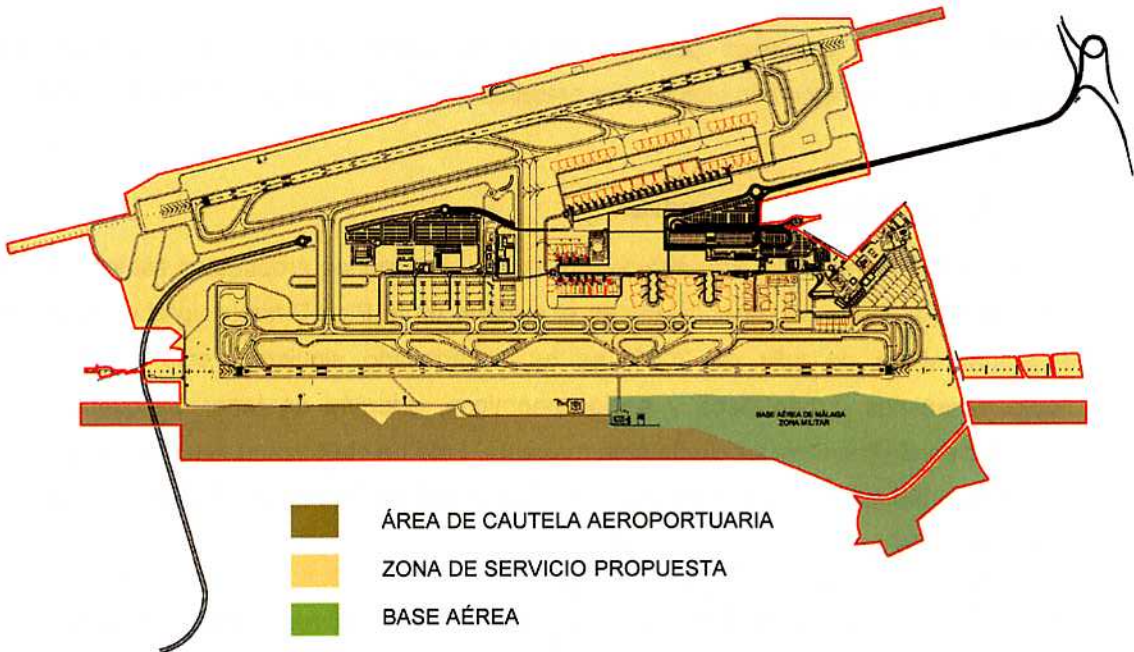 BASE AÉREA DE MÁLAGA
ZONA MILITAR
ÁREA DE CAUTELA AEROPORTUARIA
ZONA DE SERVICIO PROPUESTA
BASE AÉREA